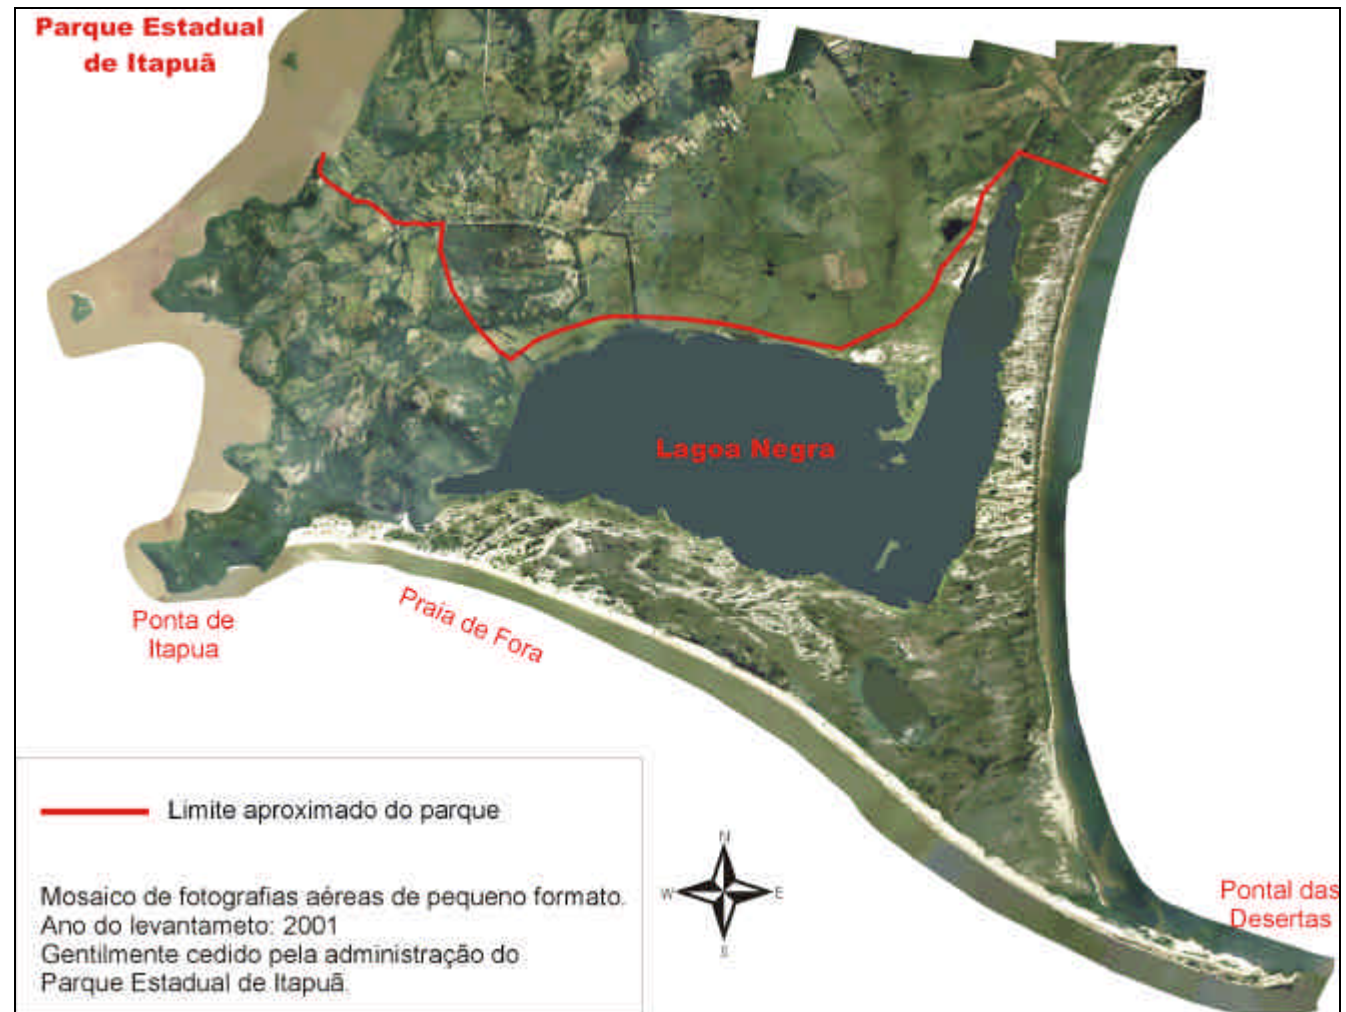 Parque Estadual
de Itapuã
Lagoa Negra
Ponta de
Itapua
Praia de Fora
Pontal das
Desertas
Limite aproximado do parque
Mosaico de fotografias aéreas de pequeno formato.
Ano do levantameto: 2001
Gentilmente cedido pela administração do
Parque Estadual de Itapuã.
N
W
E
S